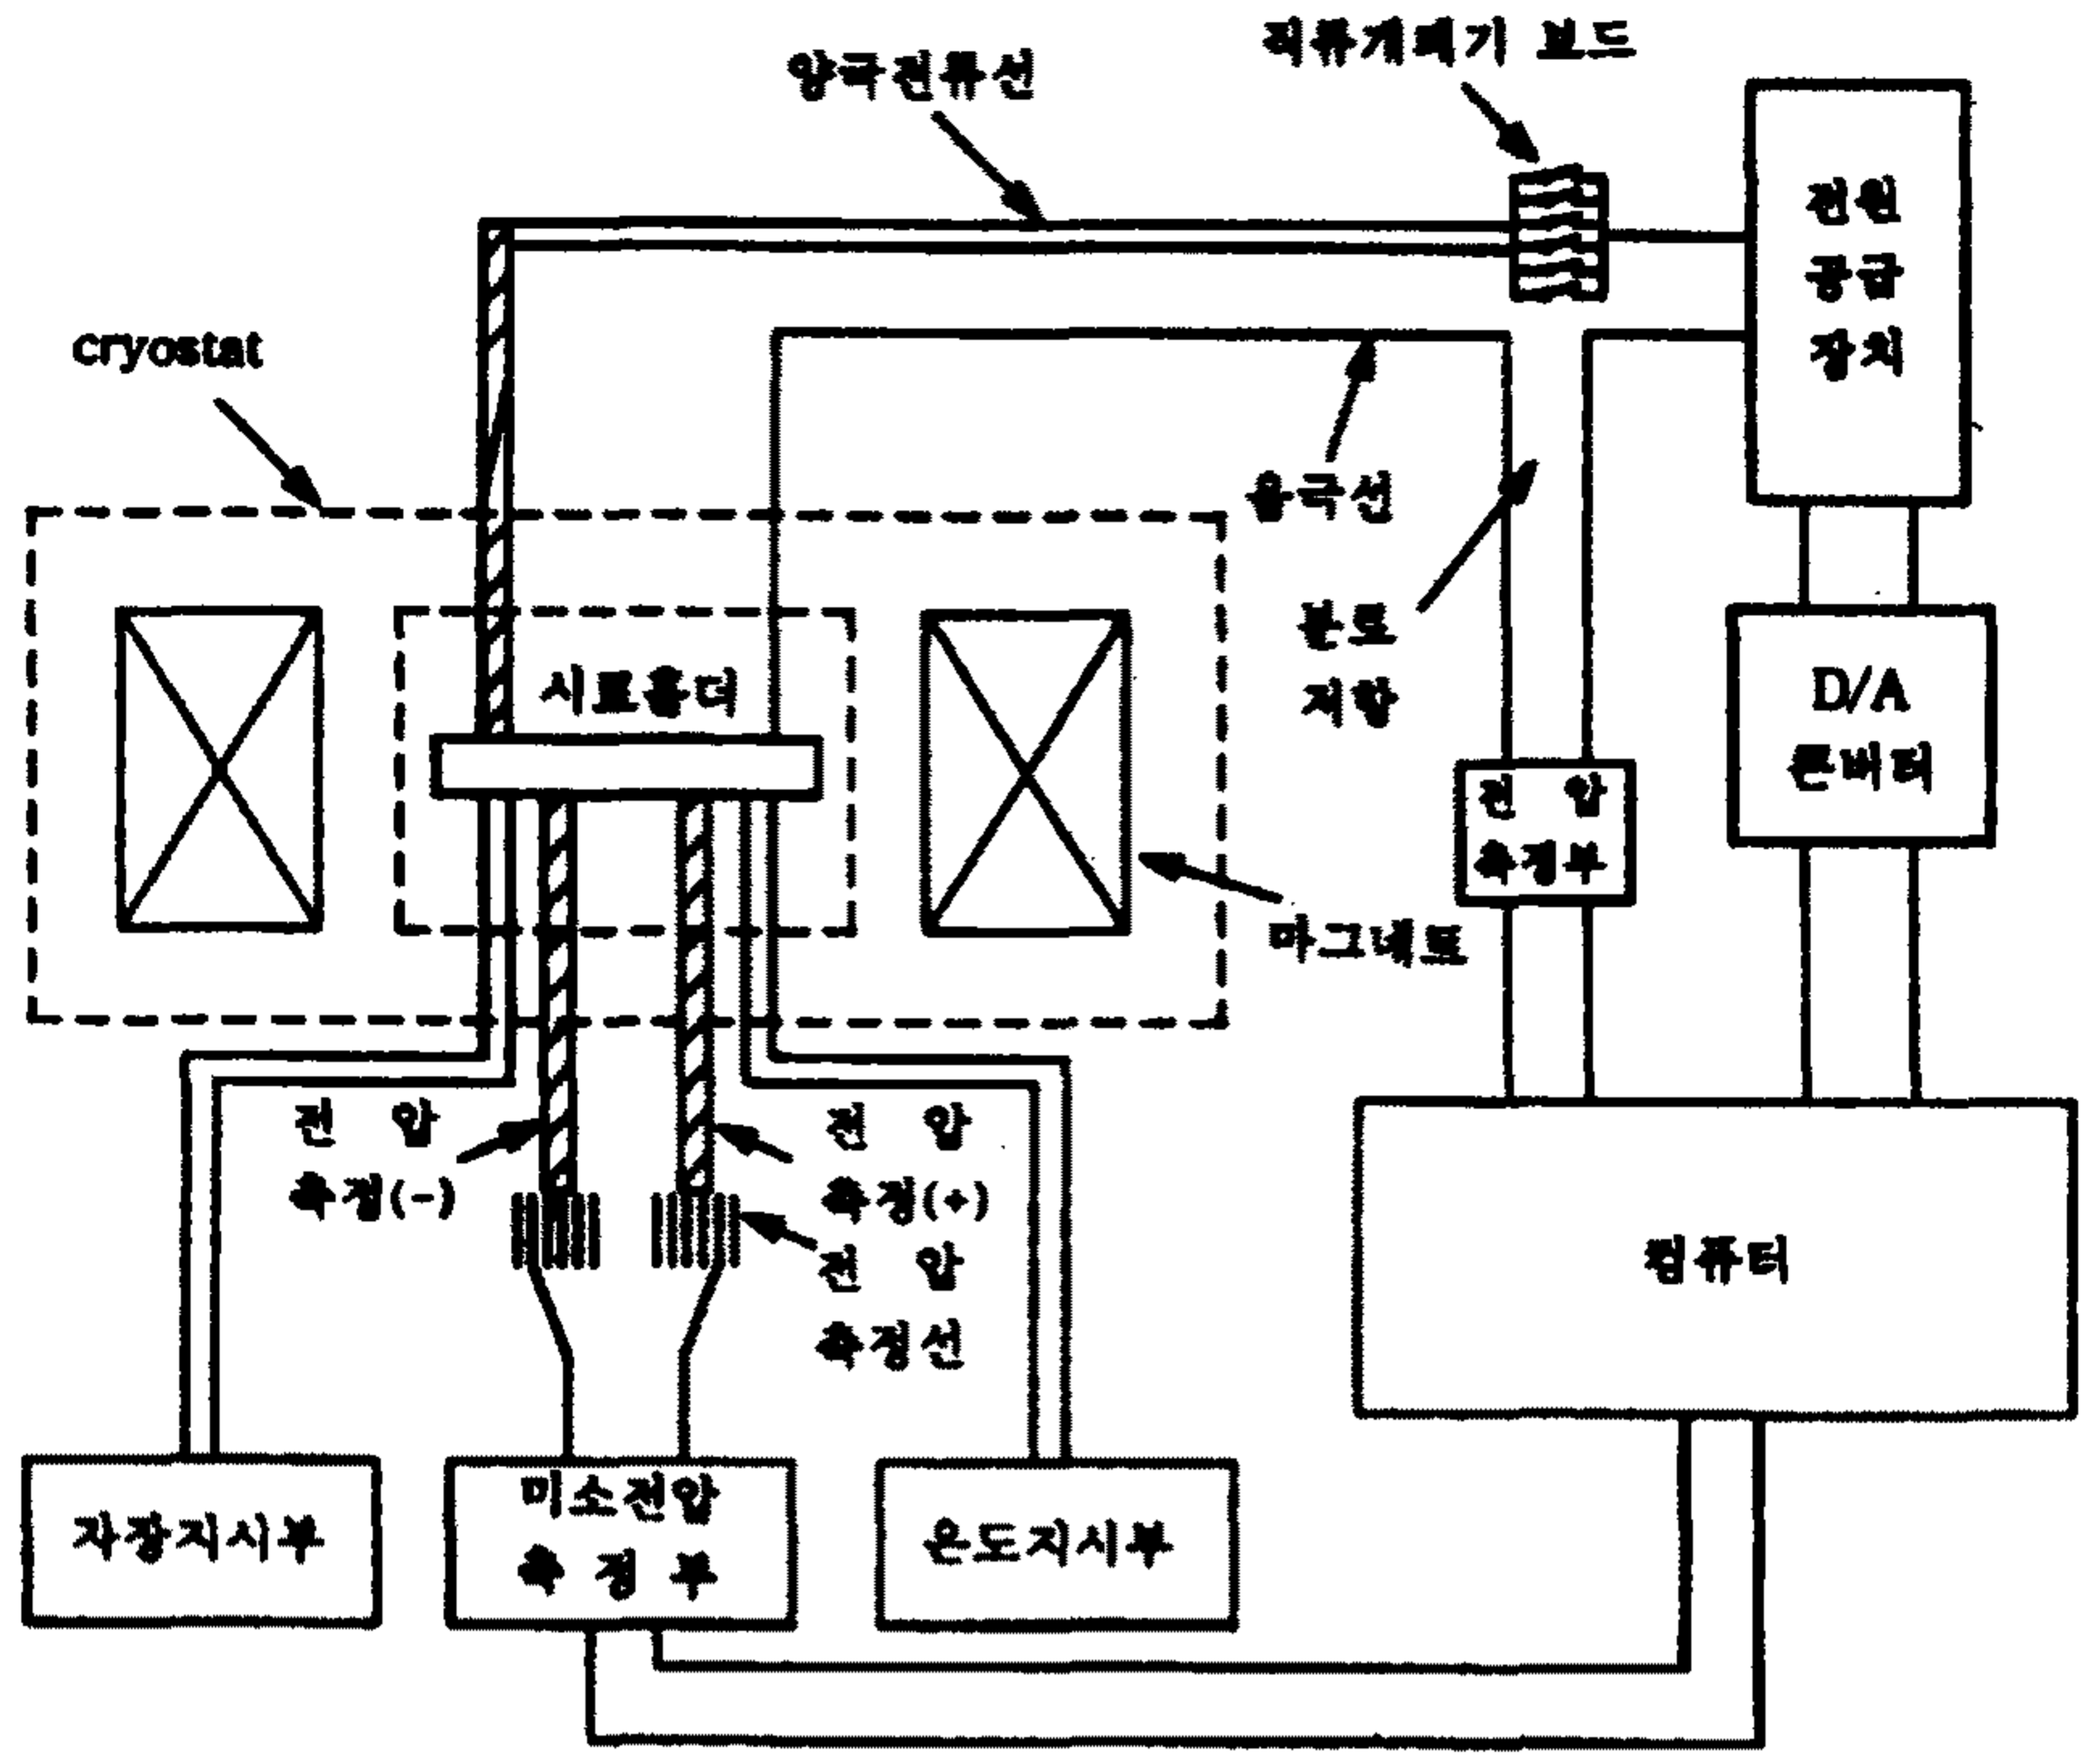 직류개폐기 보드
양극전류선
전원
공급
장치
cryostat
음극선
분로
저항
시료홀더
D/A
콘버터
전 압
측정부
마그네트
전 압
측정(-)
전 압
측정(+)
전 압
측정선
컴퓨터
자장지시부
미소전압
측 정 부
온도지시부